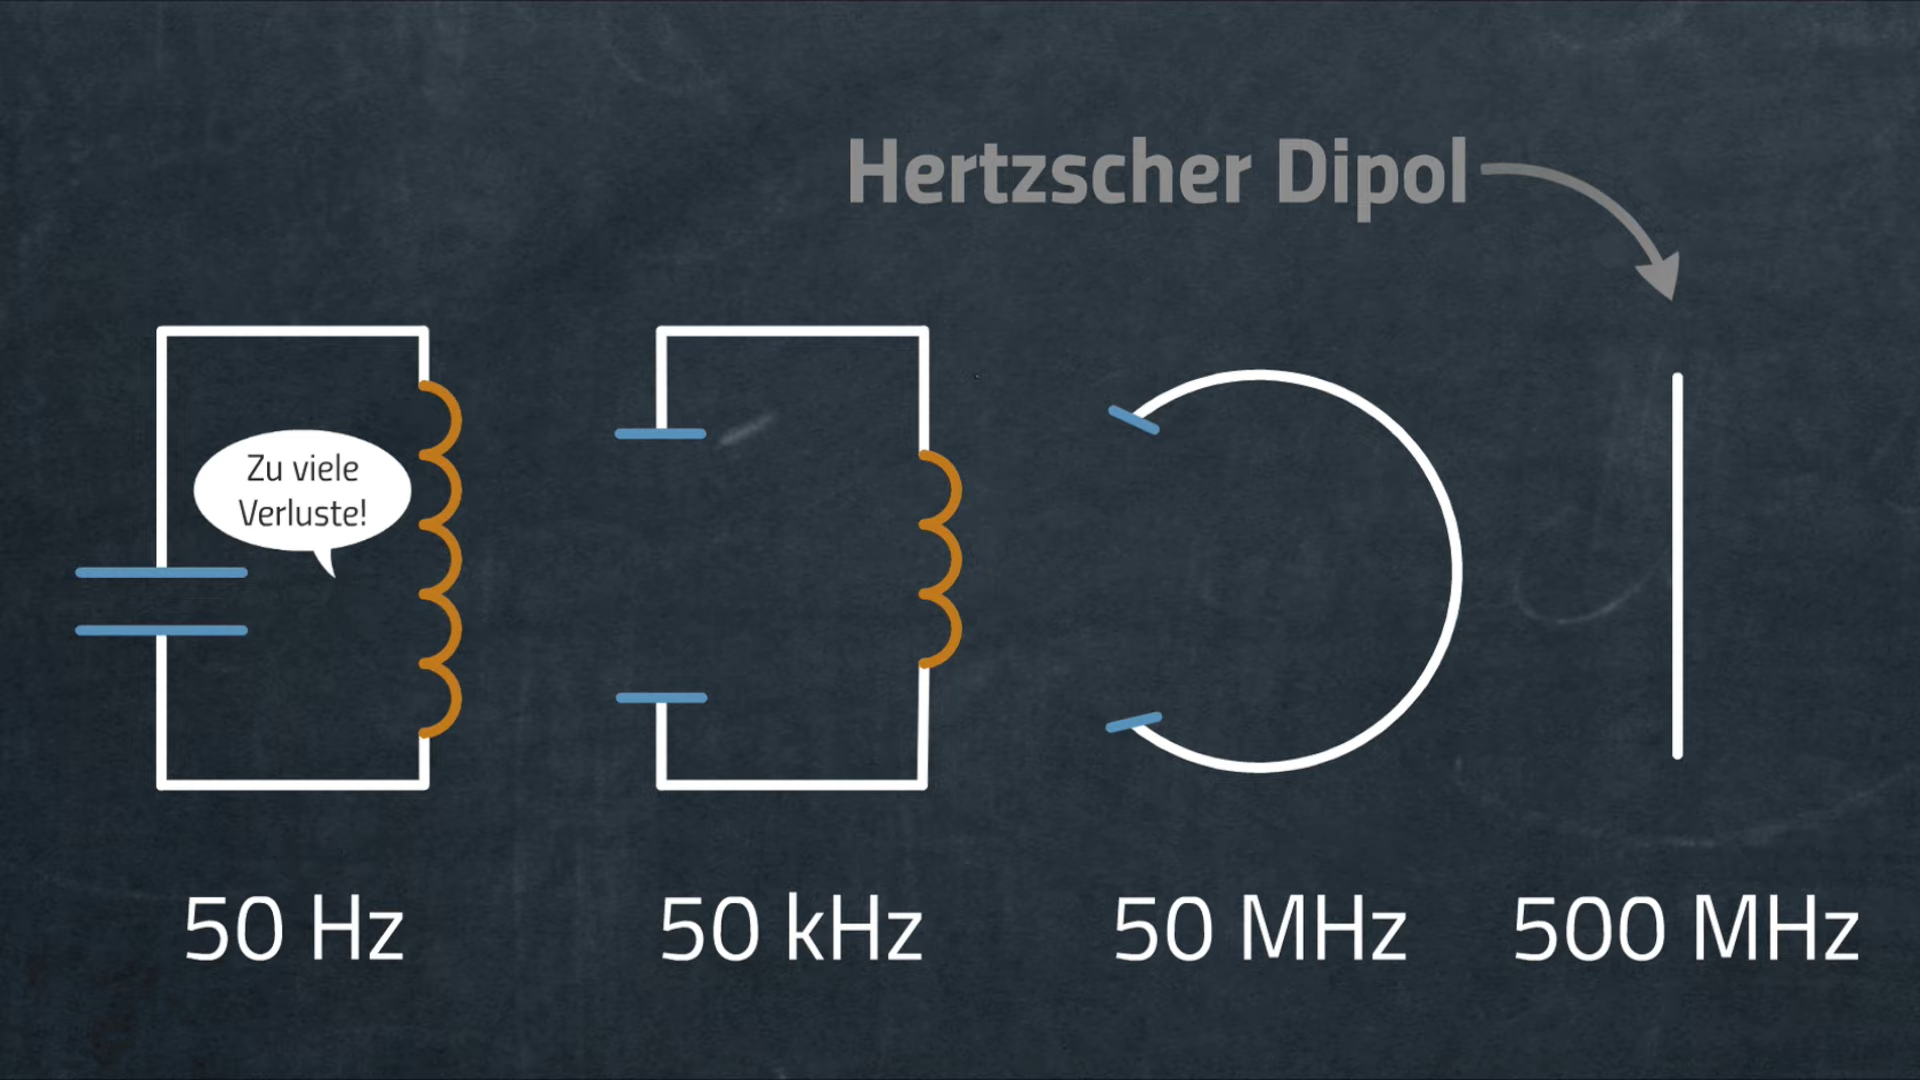 Hertzscher Dipol
Zu viele
Verluste!
50 Hz
50 kHz
50 MHz
500 MHz